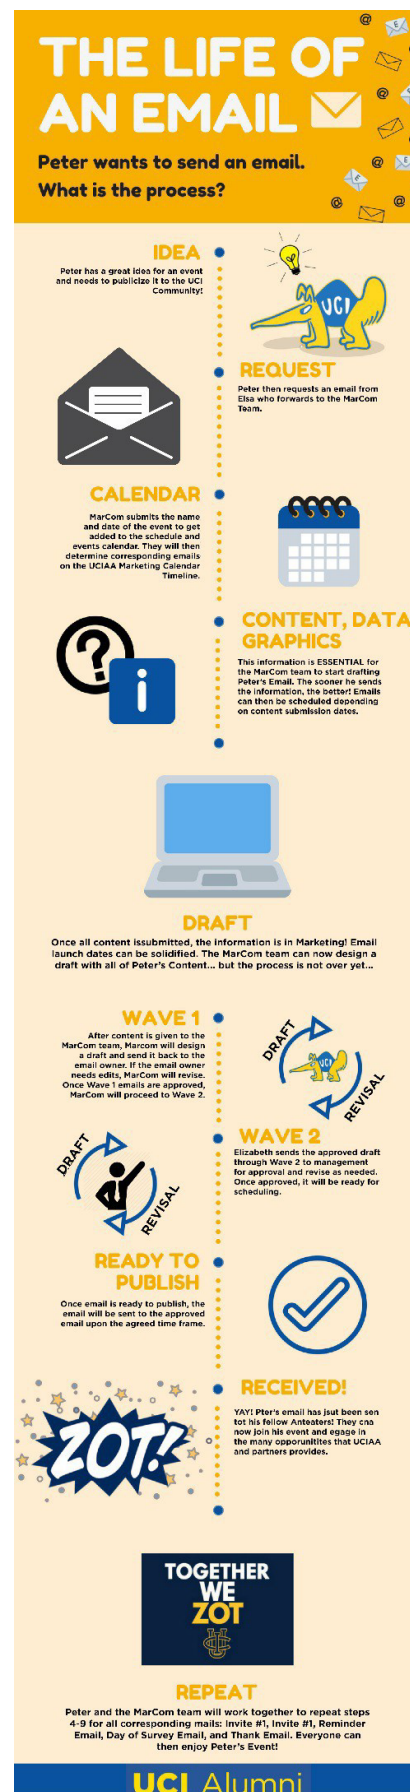 THE LIFE OF
AN EMAIL
Peter wants to send an email.
What is the process?
IDEA
Peter has a great idea for an event
and needs to publicize it to the UCI
Community!
UCI
REQUEST
Peter then requests an email from
Elsa who forwards to the MarCom
Team.
CALENDAR
MarCom submits the name
and date of the event to get
added to the schedule and
events calendar. They will then
determine corresponding emails
on the UCIAA Marketing Calendar
Timeline.
CONTENT, DATA
GRAPHICS
This information is ESSENTIAL for
the MarCom team to start drafting
Peter's Email. The sooner he sends
the information, the better! Emails
can then be scheduled depending
on content submission dates.
DRAFT
Once all content issubmitted, the information is in Marketing! Email
launch dates can be solidified. The MarCom team can now design a
draft with all of Peter's Content... but the process is not over yet...
WAVE 1
After content is given to the
MarCom team, Marcom will design
a draft and send it back to the
email owner. If the email owner
needs edits, MarCom will revise.
Once Wave 1 emails are approved,
MarCom will proceed to Wave 2.
DRAFT
UCI
REVISAL
WAVE 2
Elizabeth sends the approved draft
through Wave 2 to management
for approval and revise as needed.
Once approved, it will be ready for
scheduling.
DRAFT
REVISAL
READY TO
PUBLISH
Once email is ready to publish, the
email will be sent to the approved
email upon the agreed time frame.
RECEIVED!
YAY! Pter's email has jsut been sen
tot his fellow Anteaters! They cna
now join his event and egage in
the many opporunitites that UCIAA
and partners provides.
ZOT!
TOGETHER
WE
ZOT
REPEAT
Peter and the MarCom team will work together to repeat steps
4-9 for all corresponding mails: Invite #1, Invite #1, Reminder
Email, Day of Survey Email, and Thank Email. Everyone can
then enjoy Peter's Event!
UCI Alumni